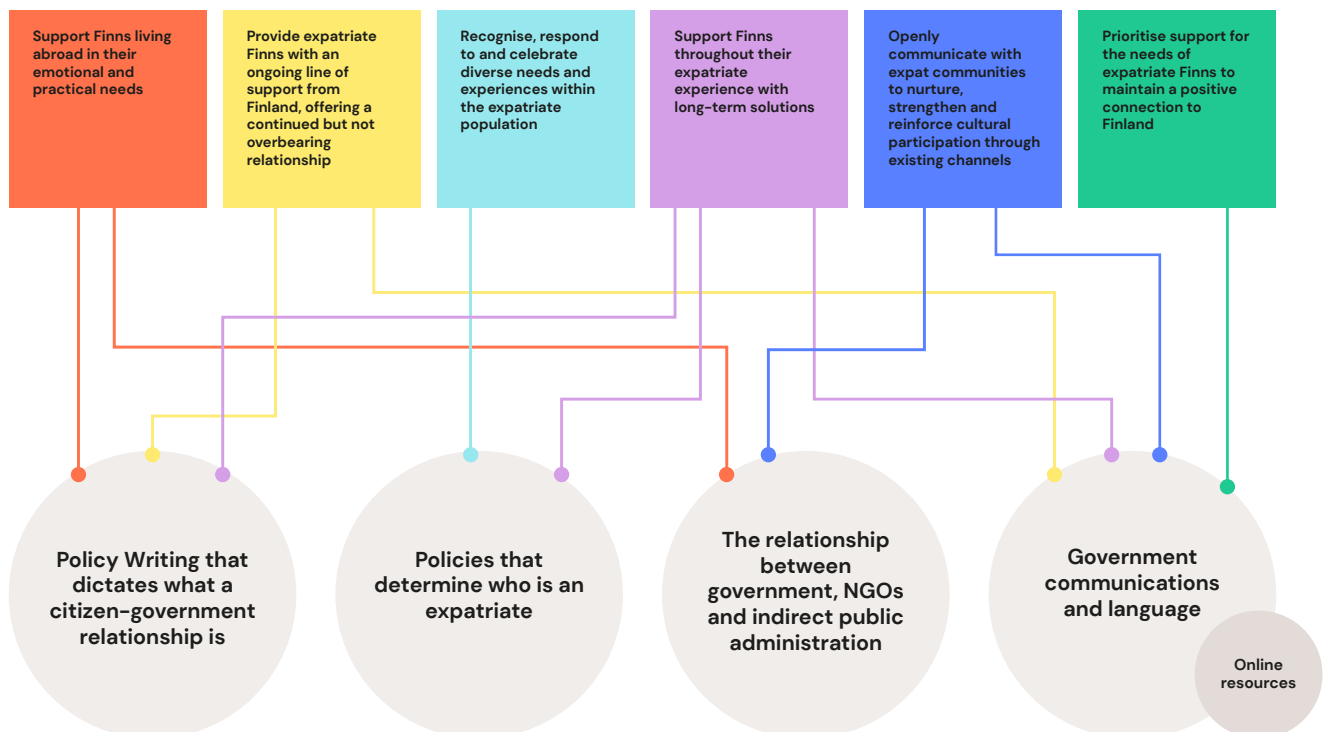 Support Finns living
abroad in their
emotional and
practical needs
Provide expatriate
Finns with an
ongoing line of
support from
Finland, offering a
continued but not
overbearing
relationship
Recognise, respond
to and celebrate
diverse needs and
experiences within
the expatriate
population
Support Finns
throughout their
expatriate
experience with
long-term solutions
Openly
communicate with
expat communities
to nurture,
strengthen and
reinforce cultural
participation through
existing channels
Prioritise support for
the needs of
expatriate Finns to
maintain a positive
connection to
Finland
Policy Writing that
dictates what a
citizen-government
relationship is
Policies that
determine who is an
expatriate
The relationship
between
government, NGOs
and indirect public
administration
Government
communications
and language
Online
resources